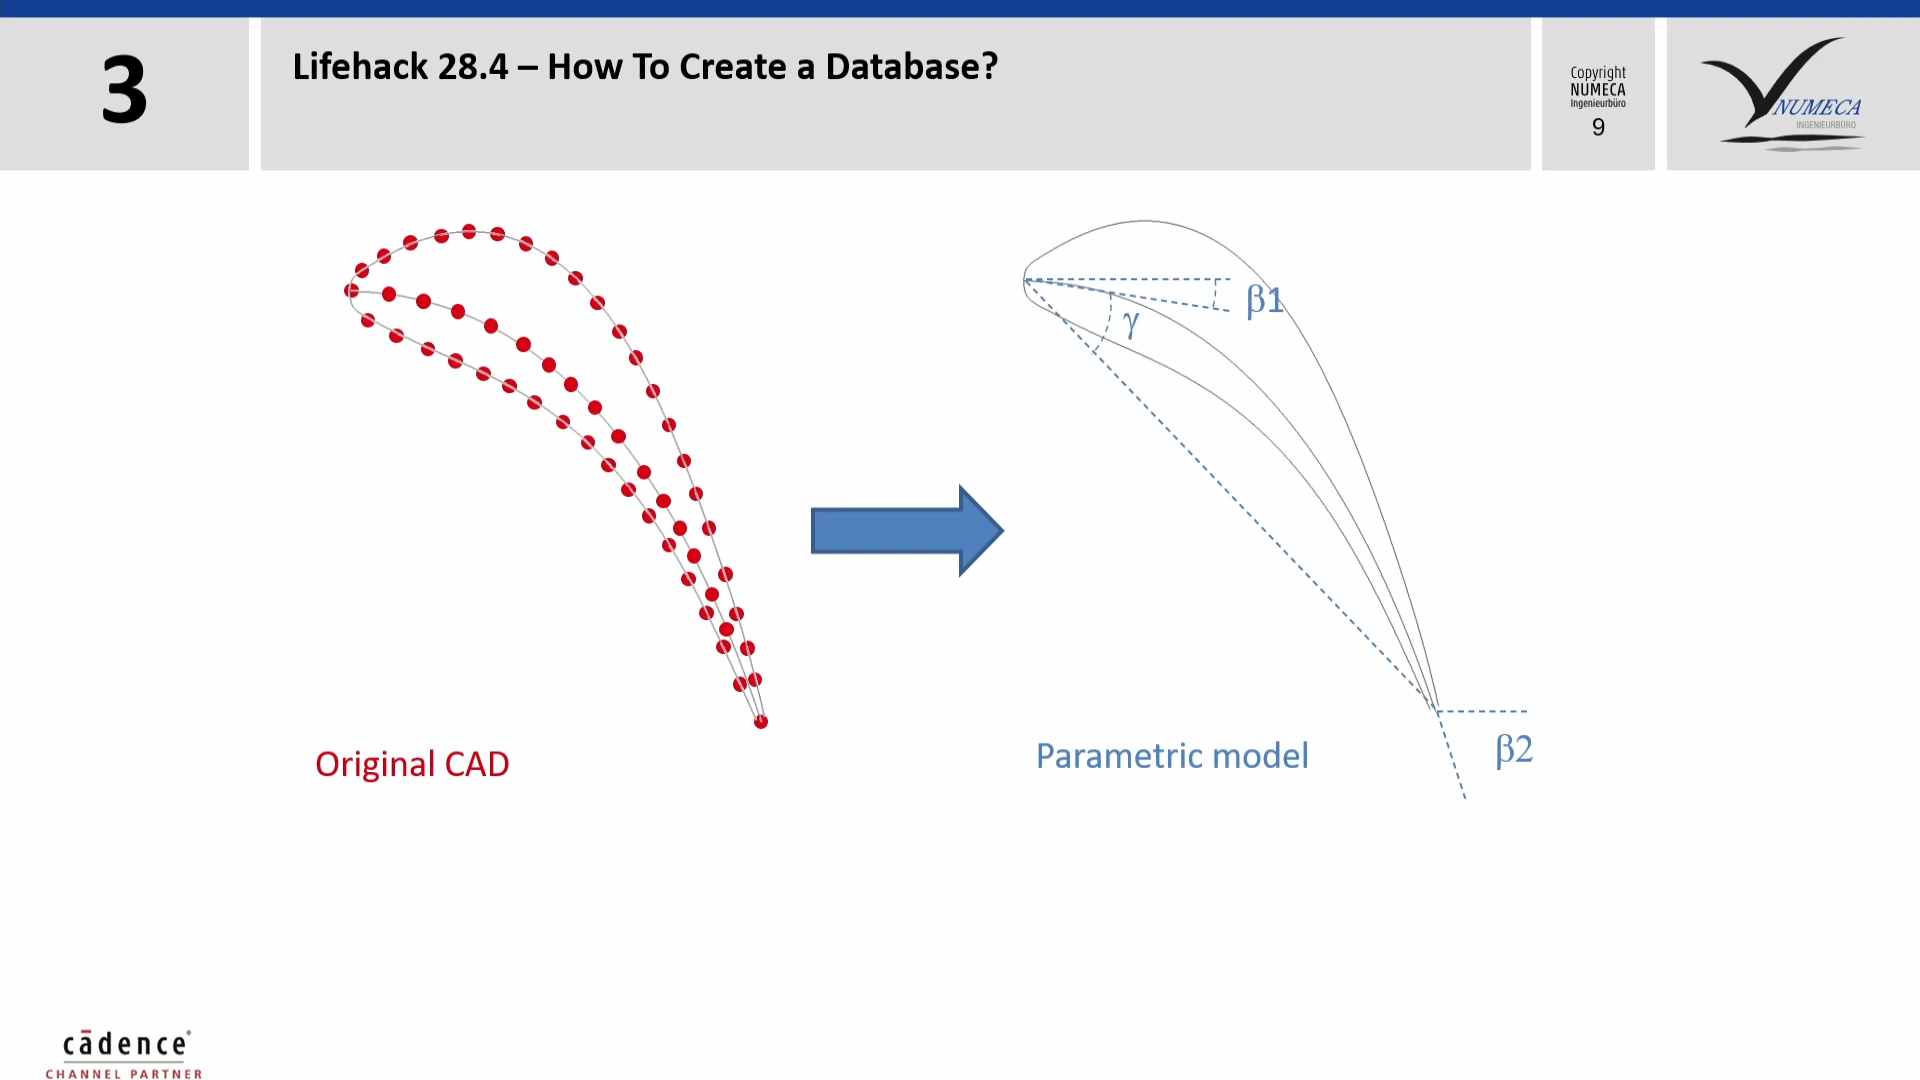 3
Lifehack 28.4 – How To Create a Database?
Copyright
NUMECA
Ingenieurbüro
9
NUMECA
INGENIEURBÜRO
β1
γ
β2
Original CAD
Parametric model
cādence®
CHANNEL PARTNER